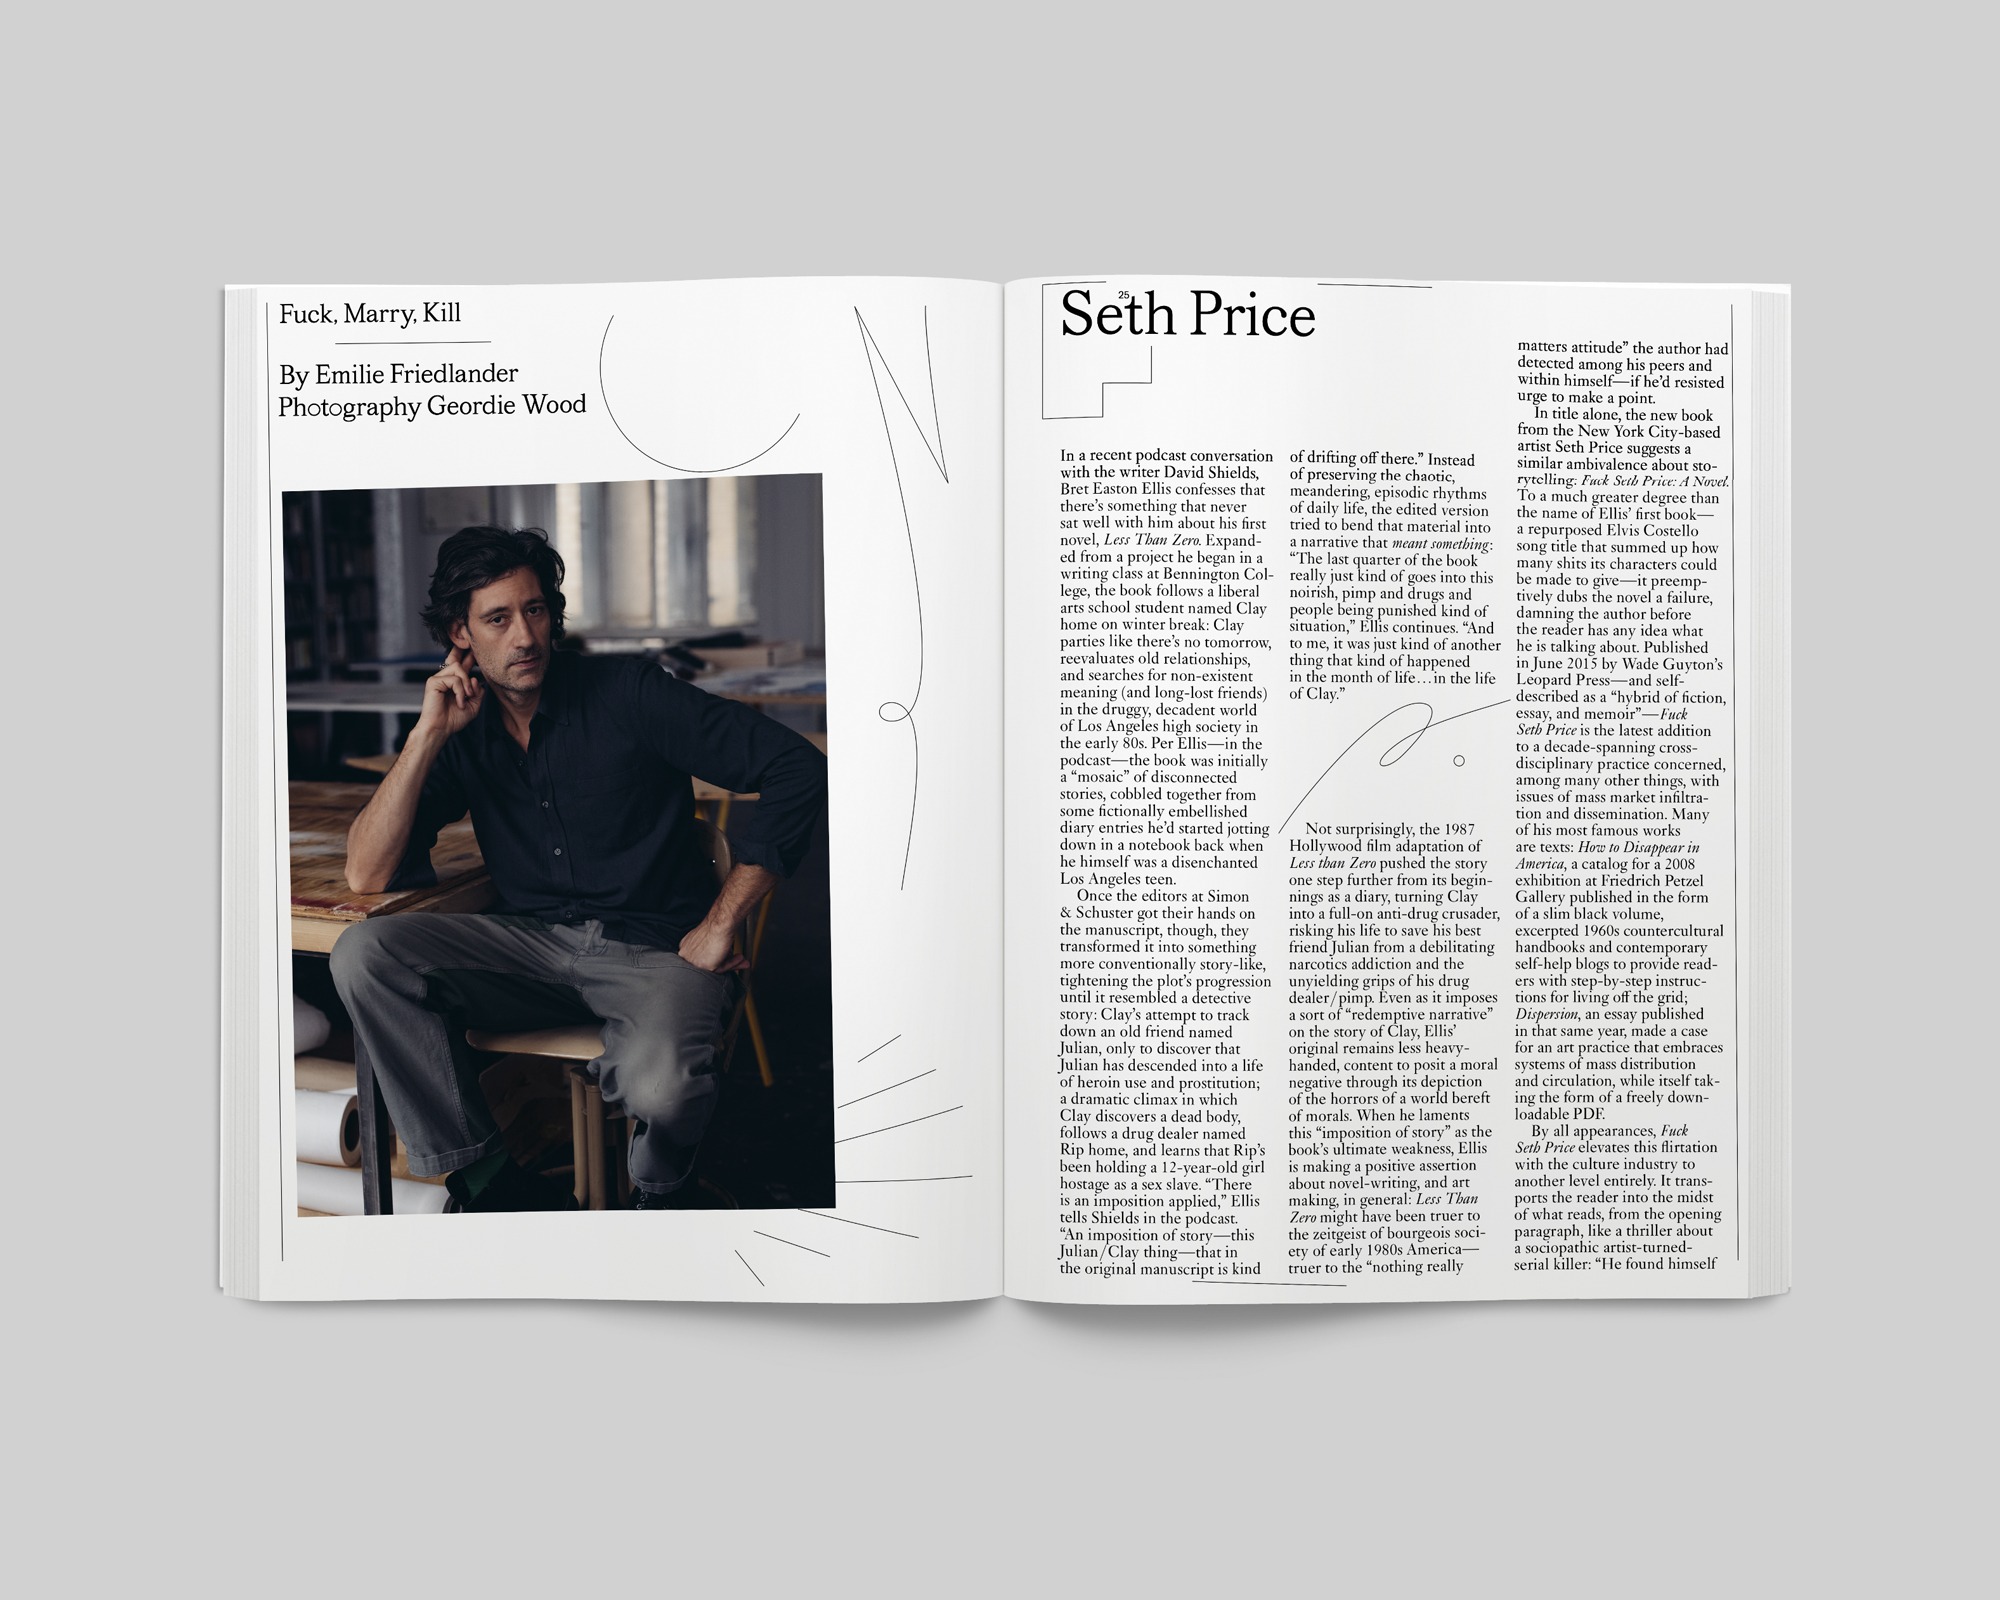 Fuck, Marry, Kill
By Emilie Friedlander
Photography Geordie Wood
25
Seth Price
In a recent podcast conversation
with the writer David Shields,
Bret Easton Ellis confesses that
there's something that never
sat well with him about his first
novel, Less Than Zero. Expand-
ed from a project he began in a
writing class at Bennington Col-
lege, the book follows a liberal
arts school student named Clay
home on winter break: Clay
parties like there's no tomorrow,
reevaluates old relationships,
and searches for non-existent
meaning (and long-lost friends)
in the druggy, decadent world
of Los Angeles high society in
the early 80s. Per Ellis—in the
podcast—the book was initially
a “mosaic” of disconnected
stories, cobbled together from
some fictionally embellished
diary entries he'd started jotting
down in a notebook back when
he himself was a disenchanted
Los Angeles teen.
Once the editors at Simon
& Schuster got their hands on
the manuscript, though, they
transformed it into something
more conventionally story-like,
tightening the plot's progression
until it resembled a detective
story: Clay's attempt to track
down an old friend named
Julian, only to discover that
Julian has descended into a life
of heroin use and prostitution;
a dramatic climax in which
Clay discovers a dead body,
follows a drug dealer named
Rip home, and learns that Rip's
been holding a 12-year-old girl
hostage as a sex slave. “There
is an imposition applied,” Ellis
tells Shields in the podcast.
“An imposition of story—this
Julian/Clay thing—that in
the original manuscript is kind
of drifting off there.” Instead
of preserving the chaotic,
meandering, episodic rhythms
of daily life, the edited version
tried to bend that material into
a narrative that meant something:
“The last quarter of the book
really just kind of goes into this
noirish, pimp and drugs and
people being punished kind of
situation,” Ellis continues. “And
to me, it was just kind of another
thing that kind of happened
in the month of life…in the life
of Clay.”
Not surprisingly, the 1987
Hollywood film adaptation of
Less than Zero pushed the story
one step further from its begin-
nings as a diary, turning Clay
into a full-on anti-drug crusader,
risking his life to save his best
friend Julian from a debilitating
narcotics addiction and the
unyielding grips of his drug
dealer/pimp. Even as it imposes
a sort of “redemptive narrative”
on the story of Clay, Ellis'
original remains less heavy-
handed, content to posit a moral
negative through its depiction
of the horrors of a world bereft
of morals. When he laments
this “imposition of story” as the
book's ultimate weakness, Ellis
is making a positive assertion
about novel-writing, and art
making, in general: Less Than
Zero might have been truer to
the zeitgeist of bourgeois soci-
ety of early 1980s America—
truer to the “nothing really
matters attitude” the author had
detected among his peers and
within himself—if he'd resisted
urge to make a point.
In title alone, the new book
from the New York City-based
artist Seth Price suggests a
similar ambivalence about sto-
rytelling: Fuck Seth Price: A Novel.
To a much greater degree than
the name of Ellis' first book—
a repurposed Elvis Costello
song title that summed up how
many shits its characters could
be made to give—it preemp-
tively dubs the novel a failure,
damning the author before
the reader has any idea what
he is talking about. Published
in June 2015 by Wade Guyton's
Leopard Press—and self-
described as a “hybrid of fiction,
essay, and memoir”—Fuck
Seth Price is the latest addition
to a decade-spanning cross-
disciplinary practice concerned,
among many other things, with
issues of mass market infiltra-
tion and dissemination. Many
of his most famous works
are texts: How to Disappear in
America, a catalog for a 2008
exhibition at Friedrich Petzel
Gallery published in the form
of a slim black volume,
excerpted 1960s countercultural
handbooks and contemporary
self-help blogs to provide read-
ers with step-by-step instruc-
tions for living off the grid;
Dispersion, an essay published
in that same year, made a case
for an art practice that embraces
systems of mass distribution
and circulation, while itself tak-
ing the form of a freely down-
loadable PDF.
By all appearances, Fuck
Seth Price elevates this flirtation
with the culture industry to
another level entirely. It trans-
ports the reader into the midst
of what reads, from the opening
paragraph, like a thriller about
a sociopathic artist-turned-
serial killer: “He found himself